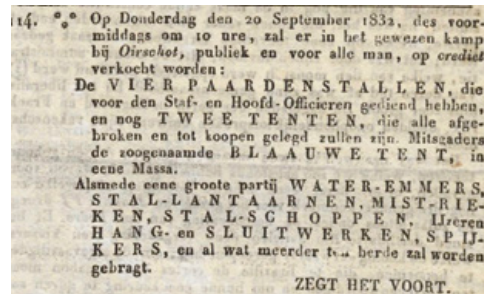 14. °₀° Op Donderdag den 20 September 1832, des voor-
middags om 10 ure, zal er in het gewezen kamp
bij Oirschot, publiek en voor alle man, op crediet
verkocht worden:
De VIER PAARDENSTALLEN, die
voor den Staf- en Hoofd-Officieren gediend hebben,
en nog TWEE TENTEN, die alle afge-
broken en tot koopen gelegd zullen zijn. Mitsgaders
de zoogenaamde BLAAUWE TENT, in
eene Massa.
Alsmede eene groote partij WATER-EMMERS,
STAL-LANTAARNEN, MIST-RIE-
KEN, STAL-SCHOPPEN, IJzeren
HANG- en SLUITWERKEN, SPIJ-
KERS, en al wat meerder te berde zal worden
gebragt.
ZEGT HET VOORT.